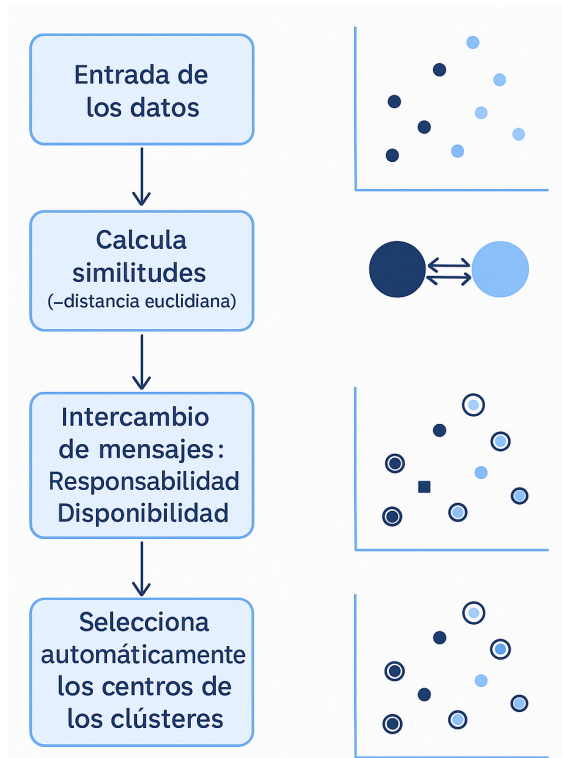 Entrada de
los datos
Calcula
similitudes
(–distancia euclidiana)
Intercambio
de mensajes:
Responsabilidad
Disponibilidad
Selecciona
automáticamente
los centros de
los clústeres